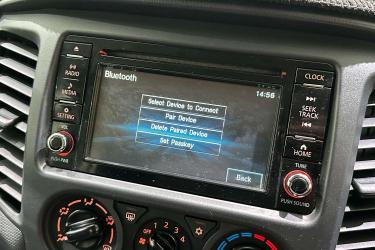 Bluetooth
14:56
Select Device to Connect
Pair Device
Delete Paired Device
Set Passkey
Back
RADIO
MEDIA
SETTING
VOL
PUSH PWR
CLOCK
SEEK
TRACK
HOME
TUNE
PUSH SOUND